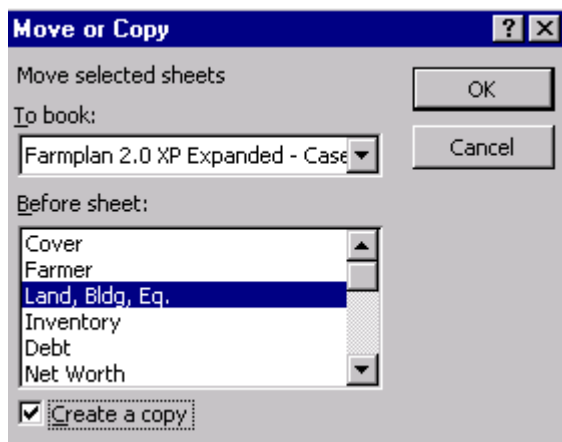 Move or Copy
Move selected sheets
To book:
Farmplan 2.0 XP Expanded - Case
Before sheet:
Cover
Farmer
Land, Bldg, Eq.
Inventory
Debt
Net Worth
Create a copy
OK
Cancel